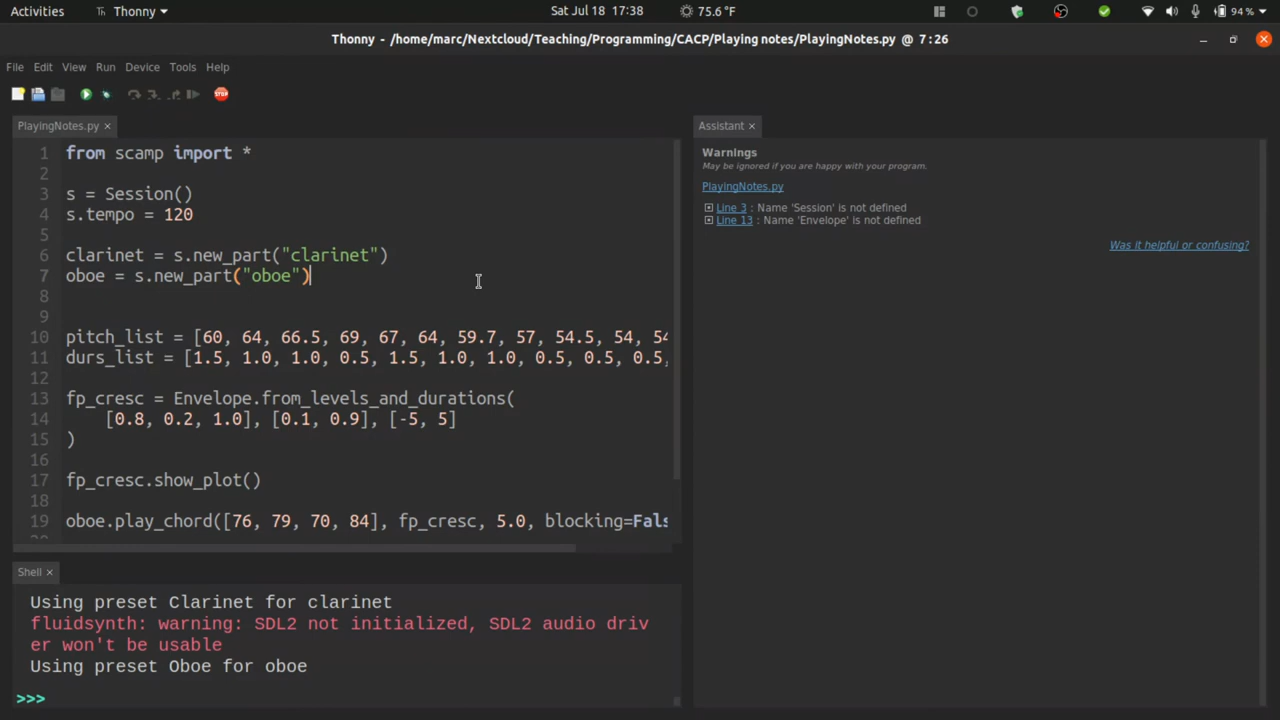 Activities Thonny Sat Jul 18 17:38 75.6 °F 94 %
Thonny - /home/marc/Nextcloud/Teaching/Programming/CACP/Playing notes/PlayingNotes.py @ 7:26
File Edit View Run Device Tools Help
STOP
PlayingNotes.py ×
1 from scamp import *
2
3 s = Session()
4 s.tempo = 120
5
6 clarinet = s.new_part("clarinet")
7 oboe = s.new_part("oboe")
8
9
10 pitch_list = [60, 64, 66.5, 69, 67, 64, 59.7, 57, 54.5, 54, 54
11 durs_list = [1.5, 1.0, 1.0, 0.5, 1.5, 1.0, 1.0, 0.5, 0.5, 0.5,
12
13 fp_cresc = Envelope.from_levels_and_durations(
14 [0.8, 0.2, 1.0], [0.1, 0.9], [-5, 5]
15 )
16
17 fp_cresc.show_plot()
18
19 oboe.play_chord([76, 79, 70, 84], fp_cresc, 5.0, blocking=Fals
Assistant ×
Warnings
May be ignored if you are happy with your program.
PlayingNotes.py
Line 3 : Name 'Session' is not defined
Line 13 : Name 'Envelope' is not defined
Was it helpful or confusing?
Shell ×
Using preset Clarinet for clarinet
fluidsynth: warning: SDL2 not initialized, SDL2 audio driv
er won't be usable
Using preset Oboe for oboe
>>>